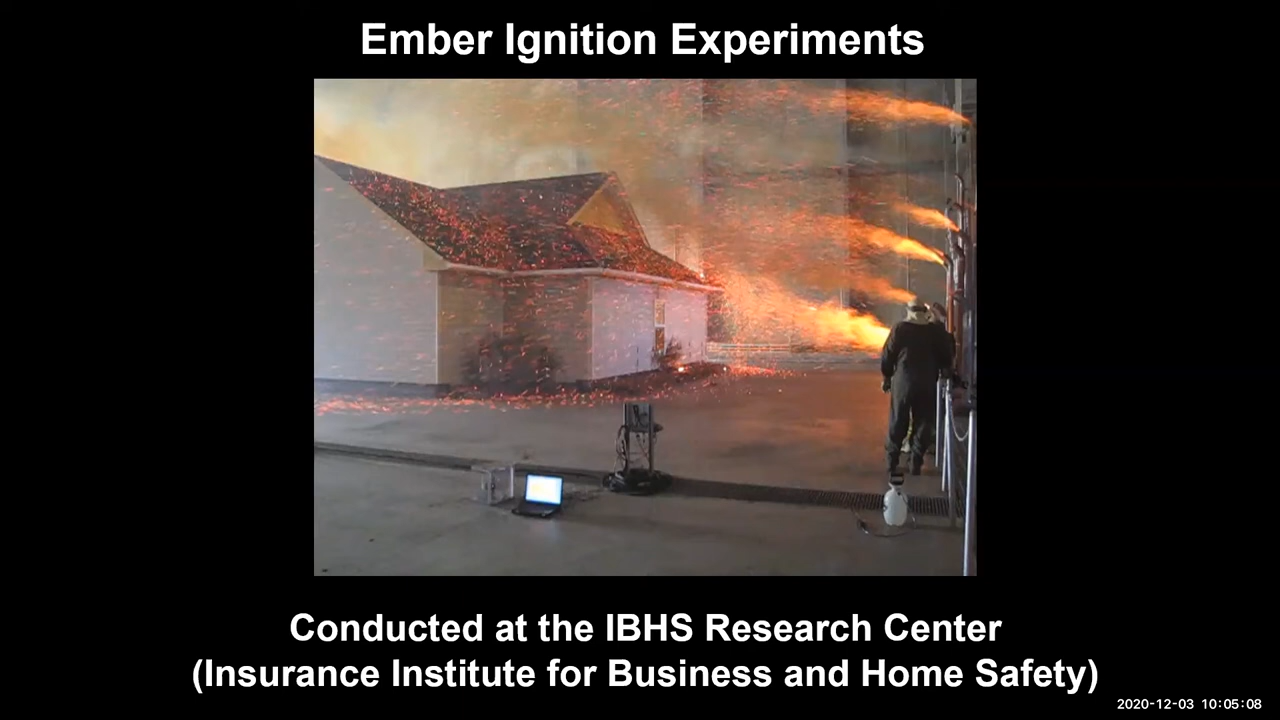 Ember Ignition Experiments
Conducted at the IBHS Research Center
(Insurance Institute for Business and Home Safety)
2020-12-03 10:05:08